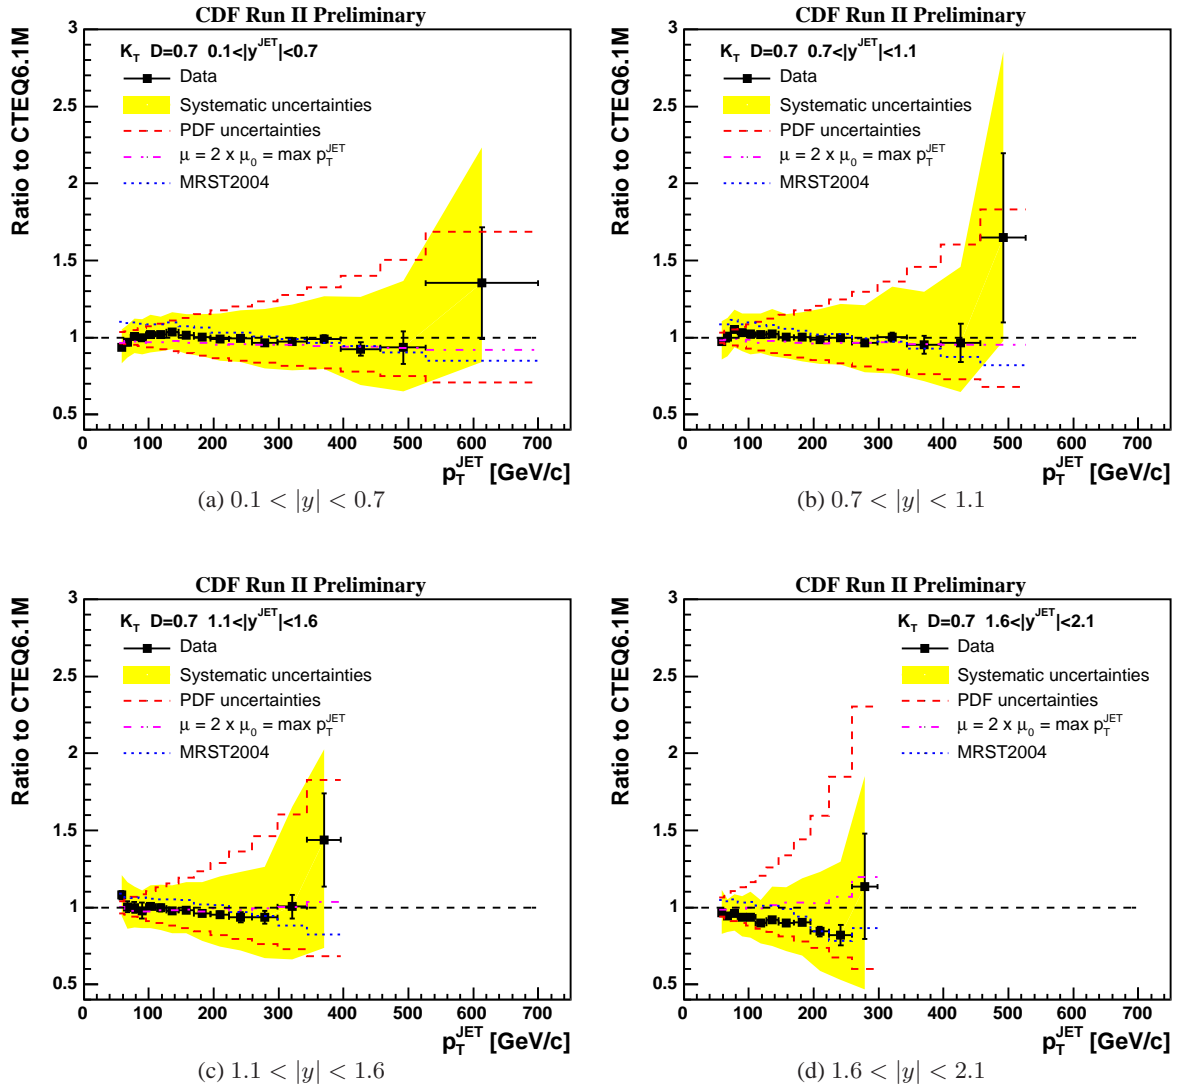 CDF Run II Preliminary
K_T D=0.7 0.1<|y^JET|<0.7
Data
Systematic uncertainties
PDF uncertainties
μ = 2 x μ_0 = max p_T^JET
MRST2004
Ratio to CTEQ6.1M
3
2.5
2
1.5
1
0.5
0 100 200 300 400 500 600 700
p_T^JET [GeV/c]
(a) 0.1 < |y| < 0.7
CDF Run II Preliminary
K_T D=0.7 0.7<|y^JET|<1.1
Data
Systematic uncertainties
PDF uncertainties
μ = 2 x μ_0 = max p_T^JET
MRST2004
Ratio to CTEQ6.1M
3
2.5
2
1.5
1
0.5
0 100 200 300 400 500 600 700
p_T^JET [GeV/c]
(b) 0.7 < |y| < 1.1
CDF Run II Preliminary
K_T D=0.7 1.1<|y^JET|<1.6
Data
Systematic uncertainties
PDF uncertainties
μ = 2 x μ_0 = max p_T^JET
MRST2004
Ratio to CTEQ6.1M
3
2.5
2
1.5
1
0.5
0 100 200 300 400 500 600 700
p_T^JET [GeV/c]
(c) 1.1 < |y| < 1.6
CDF Run II Preliminary
K_T D=0.7 1.6<|y^JET|<2.1
Data
Systematic uncertainties
PDF uncertainties
μ = 2 x μ_0 = max p_T^JET
MRST2004
Ratio to CTEQ6.1M
3
2.5
2
1.5
1
0.5
0 100 200 300 400 500 600 700
p_T^JET [GeV/c]
(d) 1.6 < |y| < 2.1